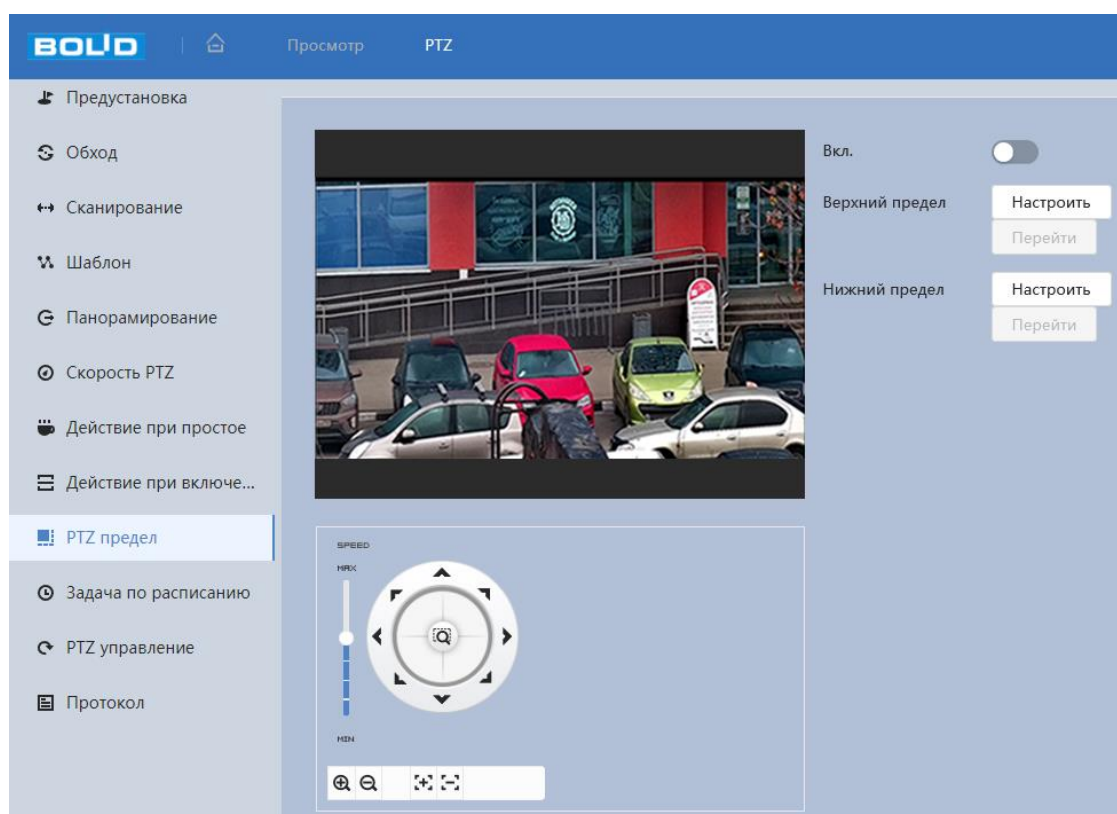 BOLID
Просмотр
PTZ
Предустановка
Обход
Сканирование
Шаблон
Панорамирование
Скорость PTZ
Действие при простое
Действие при включе...
PTZ предел
Задача по расписанию
PTZ управление
Протокол
Вкл.
Верхний предел
Настроить
Перейти
Нижний предел
Настроить
Перейти
SPEED
MAX
MIN